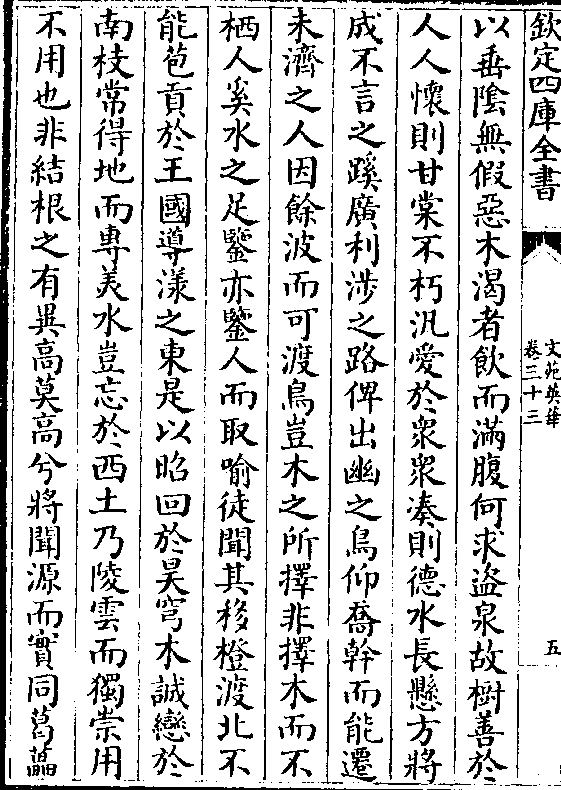 欽定四庫全書
文苑英華
卷三十三
五
以垂陰無假惡木渴者飲而滿腹何求盜泉故樹善於
人人懷則甘棠不朽汎愛於衆衆湊則德水長懸方將
成不言之蹊廣利涉之路俾出幽之鳥仰喬幹而能遷
未濟之人因餘波而可渡鳥豈木之所擇非擇木而不
栖人奚水之足鑒亦鑒人而取喻徒聞其移橙渡北不
能苞貢於王國導漾之東是以昭回於昊穹木誠戀於
南枝常得地而專美水豈忘於西土乃陵雲而獨崇用
不用也非結根之有異高莫高兮將聞源而實同葛藟